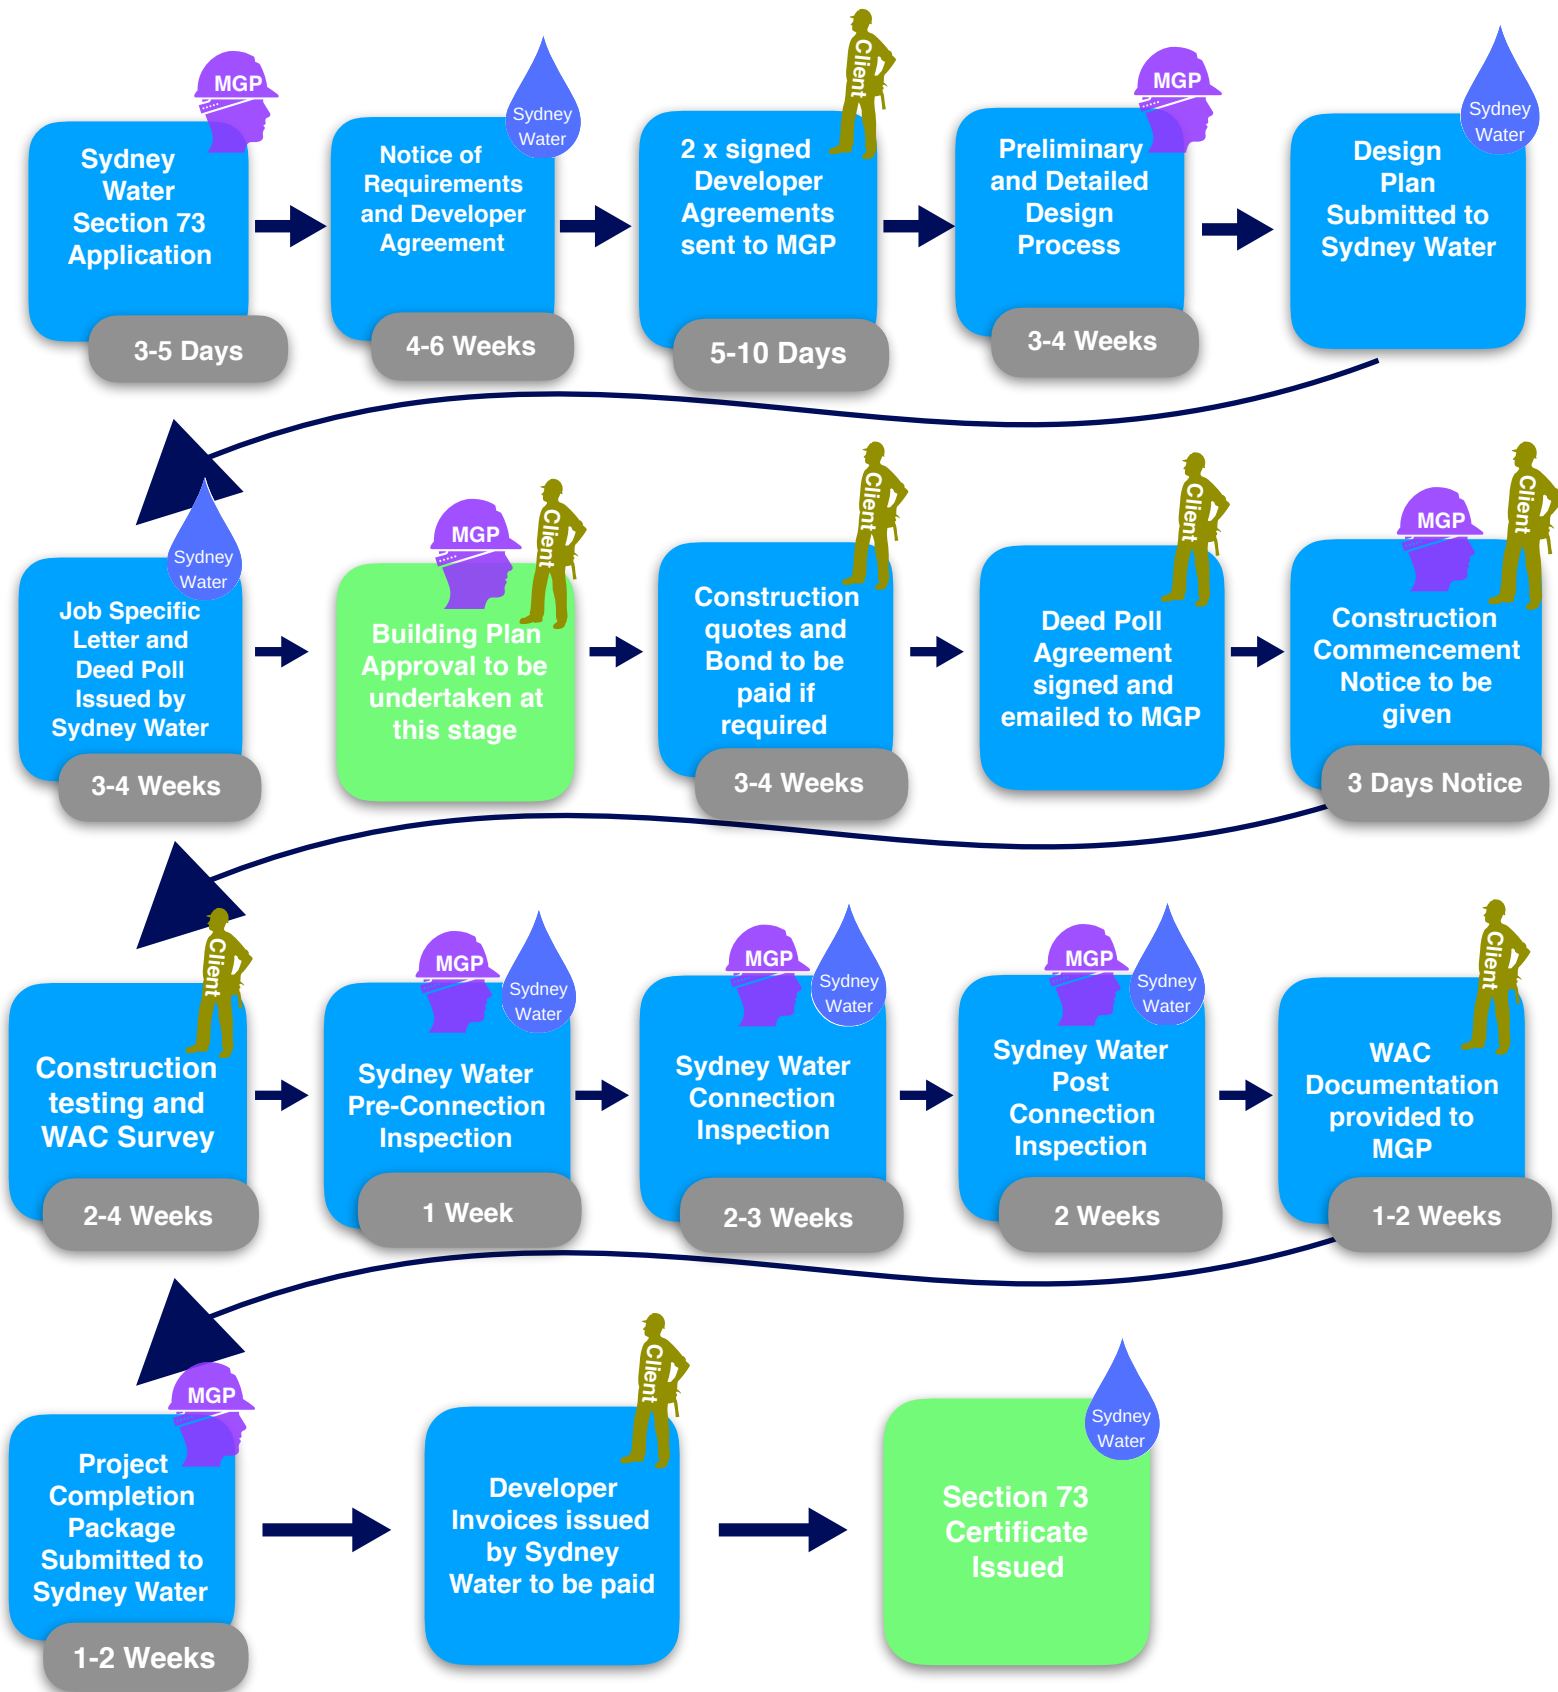 MGP
Sydney
Water
Section 73
Application
3-5 Days
Sydney
Water
Notice of
Requirements
and Developer
Agreement
4-6 Weeks
Client
2 x signed
Developer
Agreements
sent to MGP
5-10 Days
MGP
Preliminary
and Detailed
Design
Process
3-4 Weeks
Sydney
Water
Design
Plan
Submitted to
Sydney Water
Sydney
Water
Job Specific
Letter and
Deed Poll
Issued by
Sydney Water
3-4 Weeks
MGP
Client
Building Plan
Approval to be
undertaken at
this stage
Client
Construction
quotes and
Bond to be
paid if
required
3-4 Weeks
Client
Deed Poll
Agreement
signed and
emailed to MGP
MGP
Client
Construction
Commencement
Notice to be
given
3 Days Notice
Client
Construction
testing and
WAC Survey
2-4 Weeks
MGP
Sydney
Water
Sydney Water
Pre-Connection
Inspection
1 Week
MGP
Sydney
Water
Sydney Water
Connection
Inspection
2-3 Weeks
MGP
Sydney
Water
Sydney Water
Post
Connection
Inspection
2 Weeks
Client
WAC
Documentation
provided to
MGP
1-2 Weeks
MGP
Project
Completion
Package
Submitted to
Sydney Water
1-2 Weeks
Client
Developer
Invoices issued
by Sydney
Water to be paid
Sydney
Water
Section 73
Certificate
Issued